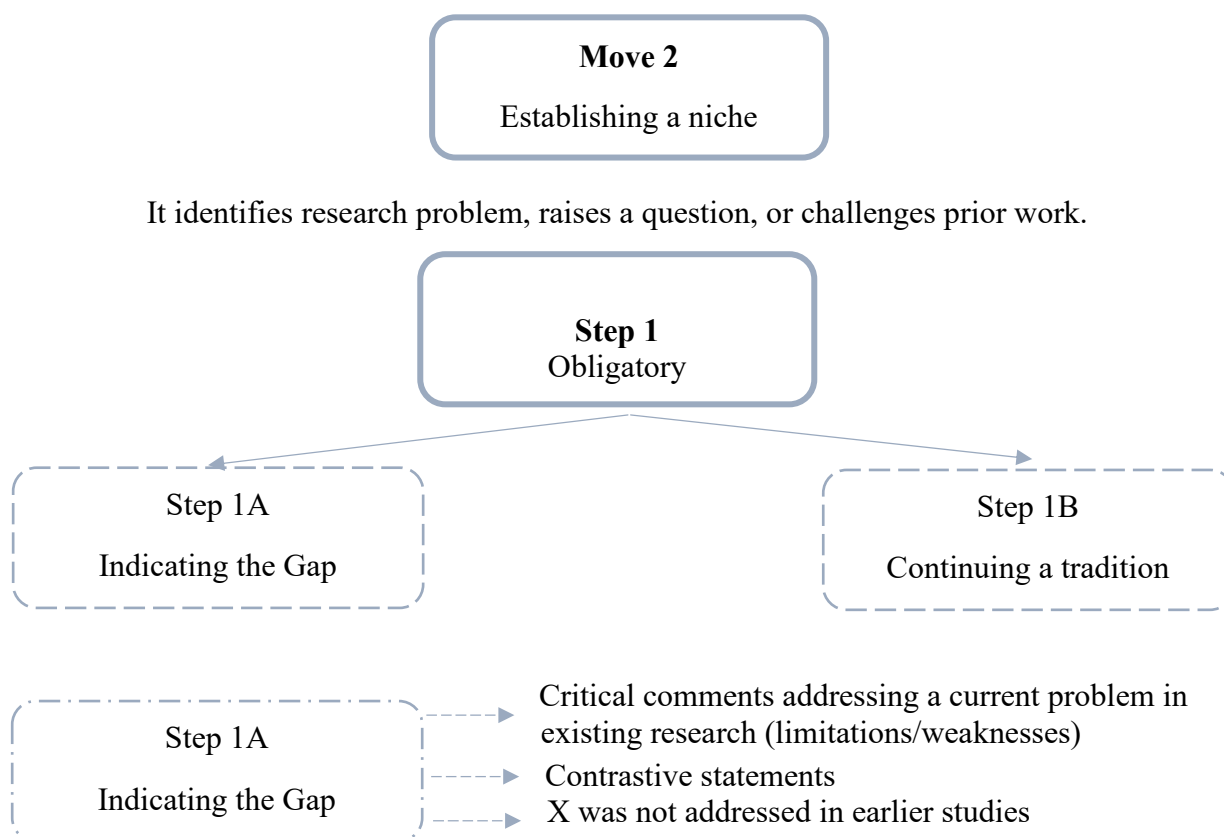 Move 2
Establishing a niche
It identifies research problem, raises a question, or challenges prior work.
Step 1
Obligatory
Step 1A
Indicating the Gap
Step 1B
Continuing a tradition
Step 1A
Indicating the Gap
Critical comments addressing a current problem in
existing research (limitations/weaknesses)
Contrastive statements
X was not addressed in earlier studies